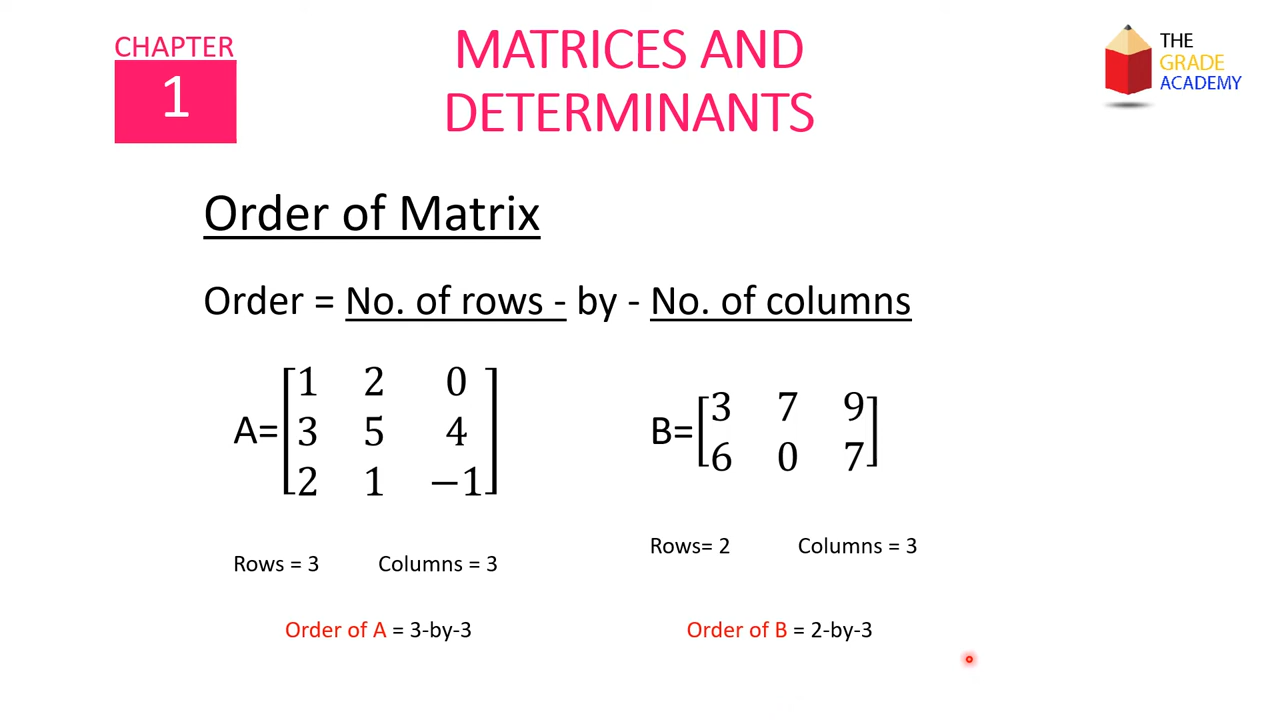 CHAPTER
1
MATRICES AND
DETERMINANTS
THE
GRADE
ACADEMY
Order of Matrix
Order = No. of rows - by - No. of columns
A=
1 2 0
3 5 4
2 1 −1
B=
3 7 9
6 0 7
Rows = 3 Columns = 3
Rows= 2 Columns = 3
Order of A = 3-by-3
Order of B = 2-by-3